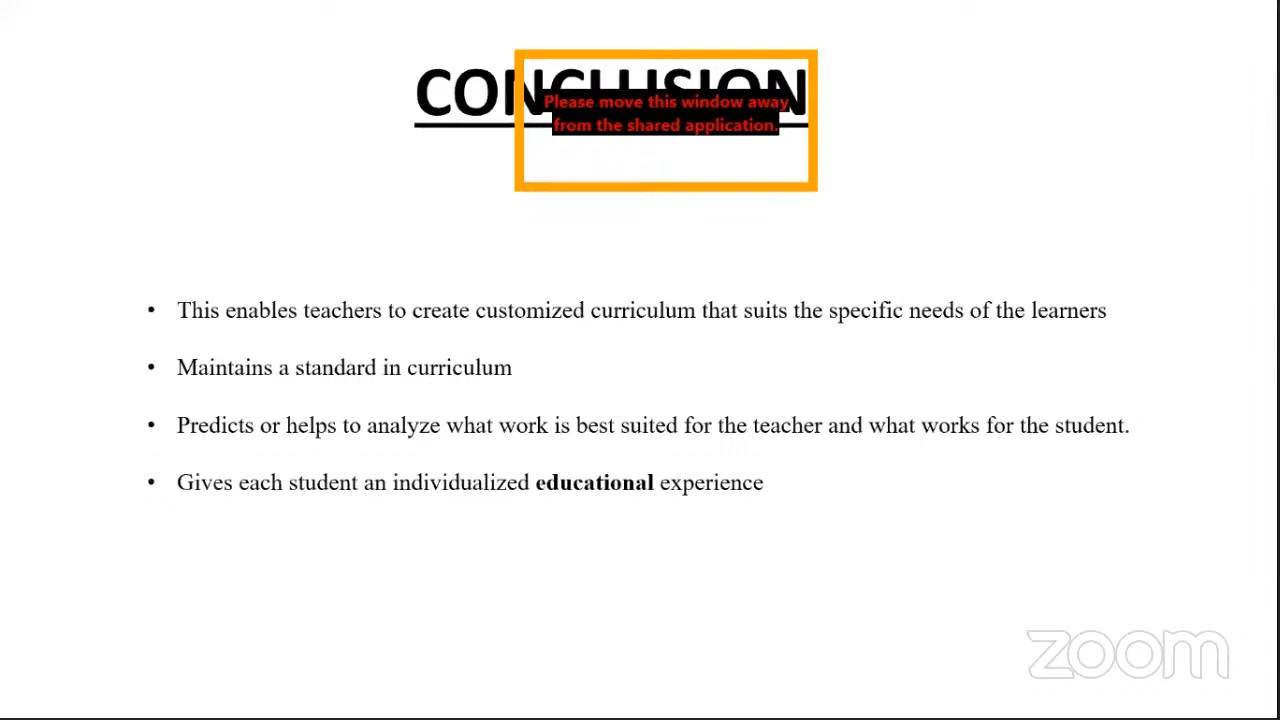 CONCLUSION
Please move this window away
from the shared application.
• This enables teachers to create customized curriculum that suits the specific needs of the learners
• Maintains a standard in curriculum
• Predicts or helps to analyze what work is best suited for the teacher and what works for the student.
• Gives each student an individualized educational experience
zoom